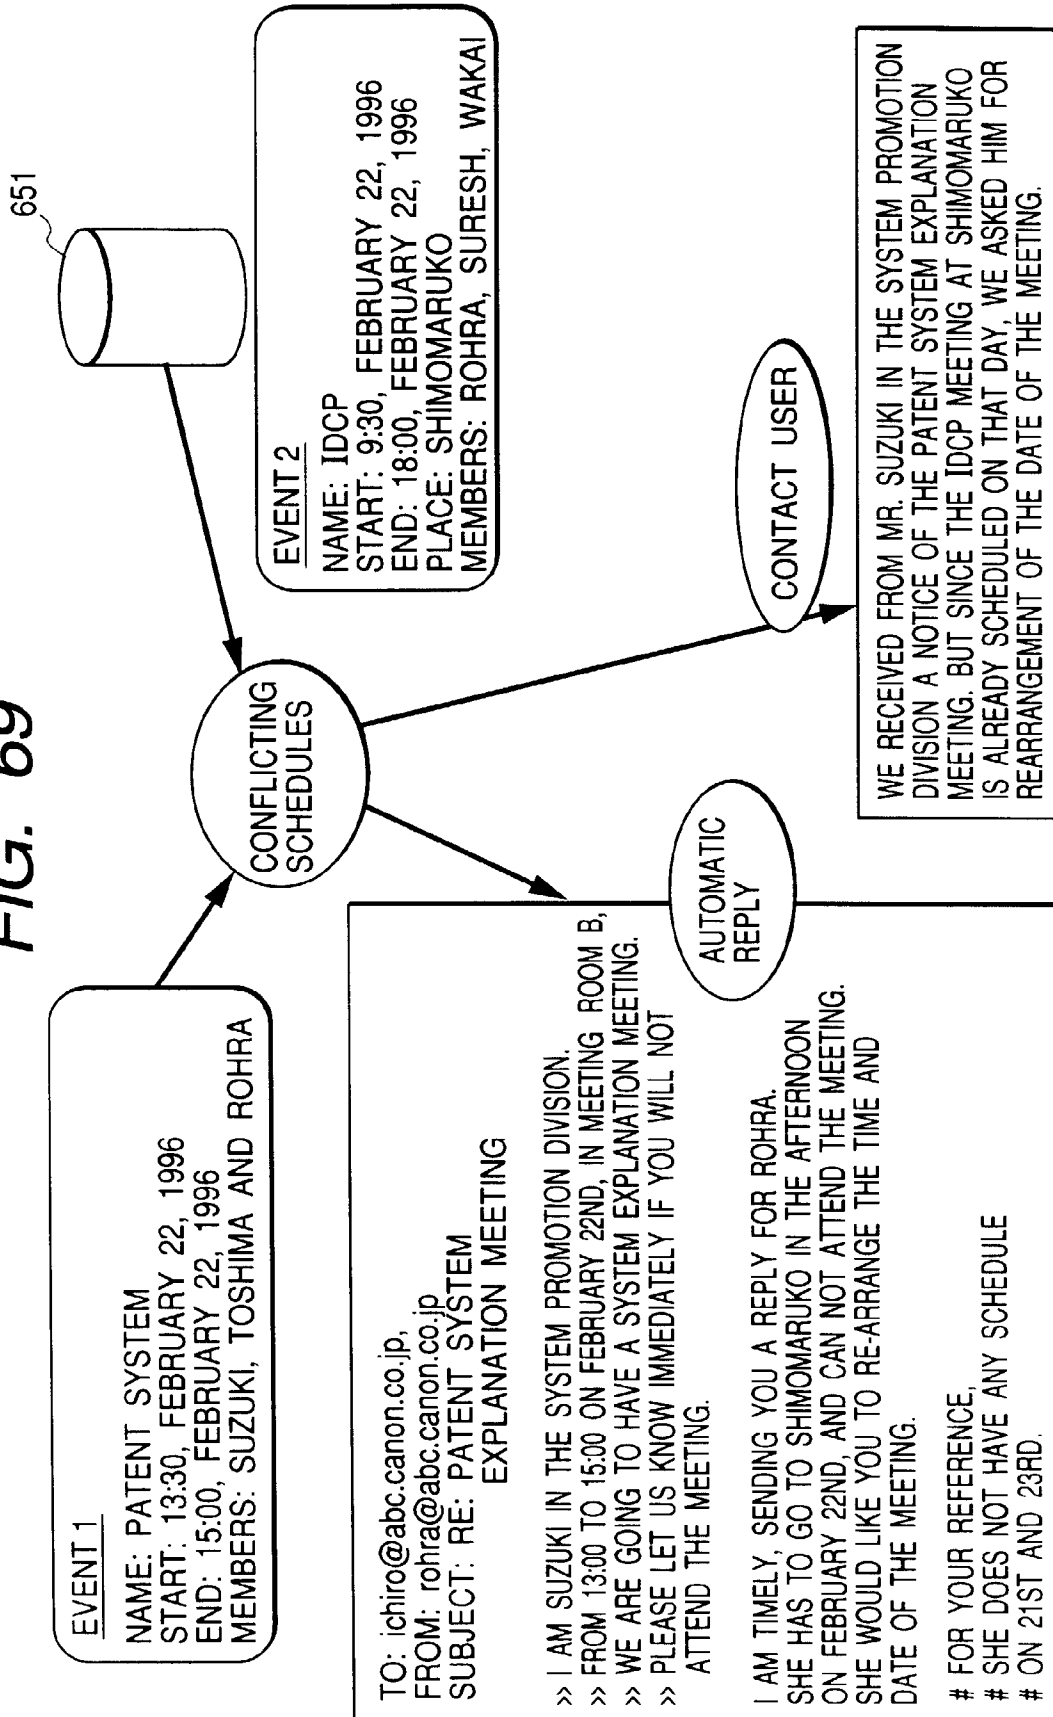 FIG. 69
EVENT 1
NAME: PATENT SYSTEM
START: 13:30, FEBRUARY 22, 1996
END: 15:00, FEBRUARY 22, 1996
MEMBERS: SUZUKI, TOSHIMA AND ROHRA
651
CONFLICTING
SCHEDULES
EVENT 2
NAME: IDCP
START: 9:30, FEBRUARY 22, 1996
END: 18:00, FEBRUARY 22, 1996
PLACE: SHIMOMARUKO
MEMBERS: ROHRA, SURESH, WAKAI
TO: ichiro@abc.canon.co.jp,
FROM: rohra@abc.canon.co.jp
SUBJECT: RE: PATENT SYSTEM
EXPLANATION MEETING
>> I AM SUZUKI IN THE SYSTEM PROMOTION DIVISION.
>> FROM 13:00 TO 15:00 ON FEBRUARY 22ND, IN MEETING ROOM B,
>> WE ARE GOING TO HAVE A SYSTEM EXPLANATION MEETING.
>> PLEASE LET US KNOW IMMEDIATELY IF YOU WILL NOT
ATTEND THE MEETING.
I AM TIMELY, SENDING YOU A REPLY FOR ROHRA.
SHE HAS TO GO TO SHIMOMARUKO IN THE AFTERNOON
ON FEBRUARY 22ND, AND CAN NOT ATTEND THE MEETING.
SHE WOULD LIKE YOU TO RE-ARRANGE THE TIME AND
DATE OF THE MEETING.
# FOR YOUR REFERENCE,
# SHE DOES NOT HAVE ANY SCHEDULE
# ON 21ST AND 23RD.
AUTOMATIC
REPLY
CONTACT USER
WE RECEIVED FROM MR. SUZUKI IN THE SYSTEM PROMOTION
DIVISION A NOTICE OF THE PATENT SYSTEM EXPLANATION
MEETING. BUT SINCE THE IDCP MEETING AT SHIMOMARUKO
IS ALREADY SCHEDULED ON THAT DAY, WE ASKED HIM FOR
REARRANGEMENT OF THE DATE OF THE MEETING.